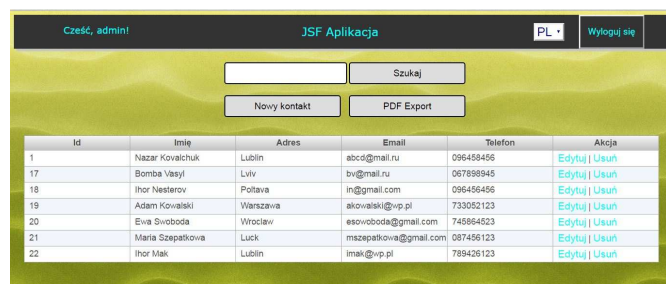 Cześć, admin! JSF Aplikacja PL Wyloguj się
Szukaj
Nowy kontakt PDF Export
Id Imię Adres Email Telefon Akcja
1 Nazar Kovalchuk Lublin abcd@mail.ru 096458456 Edytuj | Usuń
17 Bomba Vasyl Lviv bv@mail.ru 067898945 Edytuj | Usuń
18 Ihor Nesterov Poltava in@gmail.com 096456456 Edytuj | Usuń
19 Adam Kowalski Warszawa akowalski@wp.pl 733052123 Edytuj | Usuń
20 Ewa Swoboda Wroclaw esowoboda@gmail.com 745864523 Edytuj | Usuń
21 Maria Szepatkowa Luck mszepatkowa@gmail.com 087456123 Edytuj | Usuń
22 Ihor Mak Lublin imak@wp.pl 789426123 Edytuj | Usuń